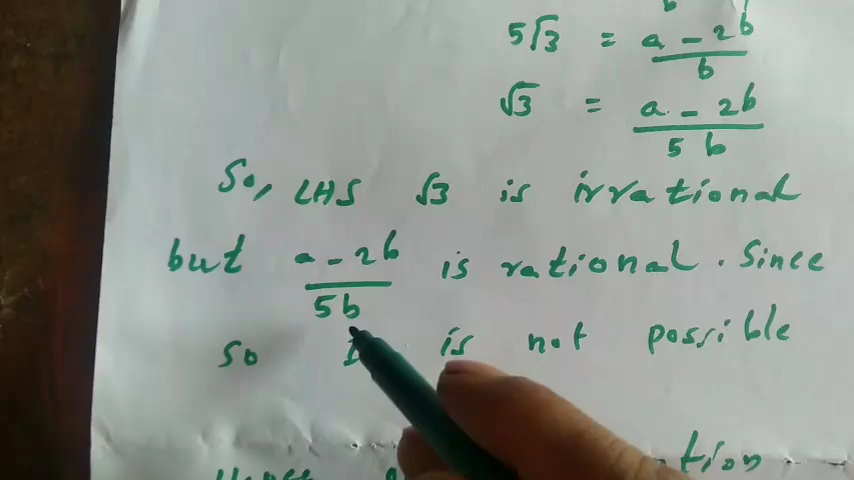 5√3 = a - 2b / b
√3 = a - 2b / 5b
So, LHS √3 is irrational
but a - 2b / 5b is rational. Since
So is not possible